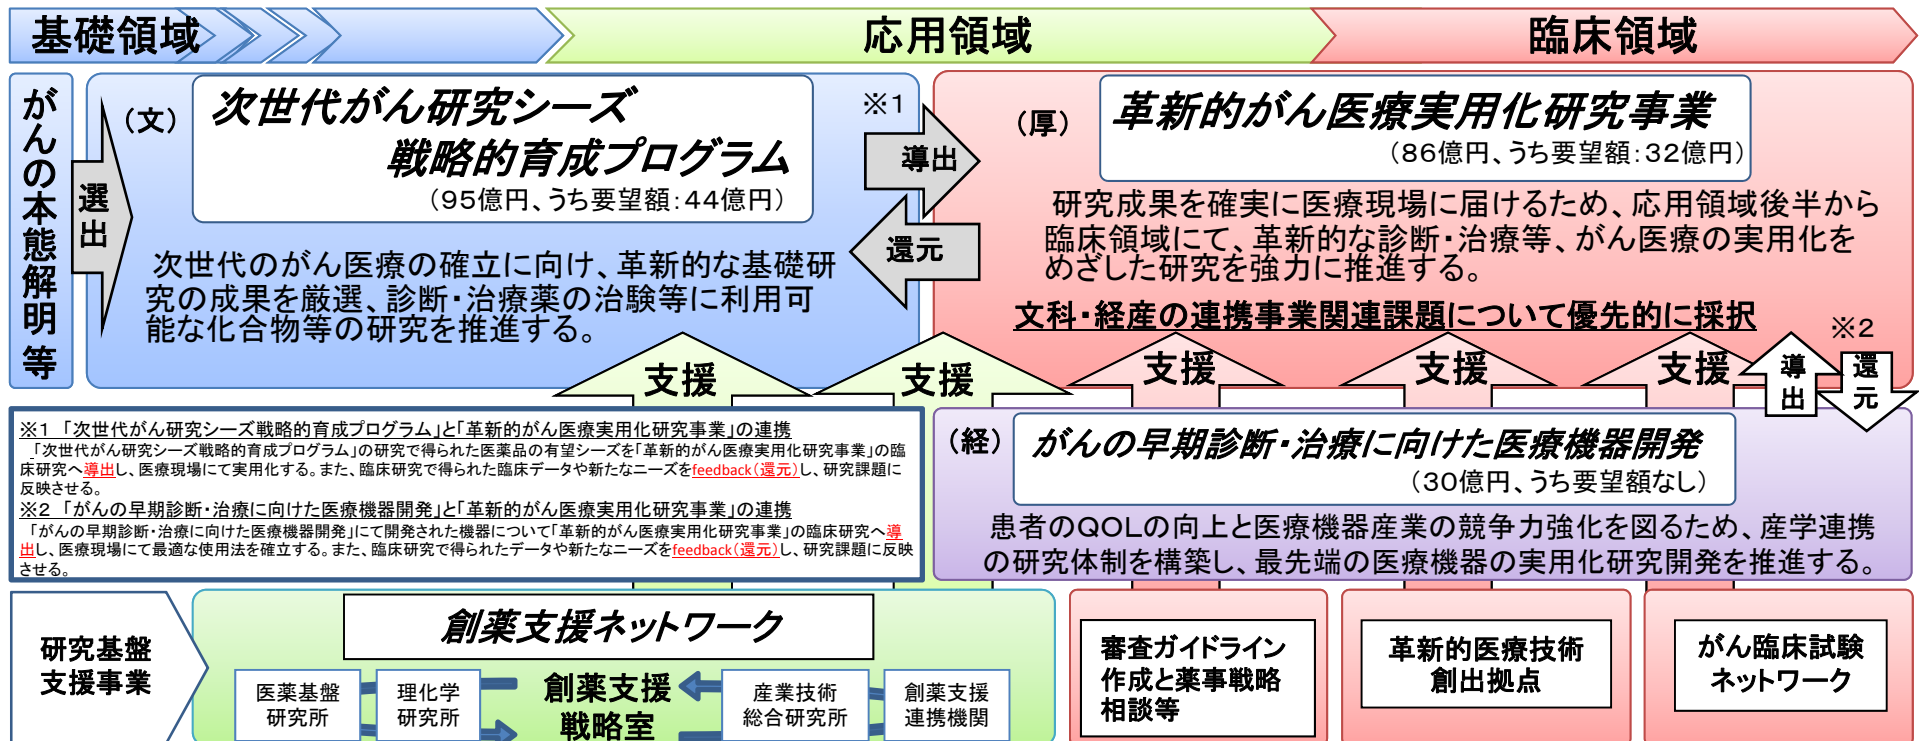 基礎領域
応用領域
臨床領域
がんの本態解明 等
選出
（文）
次世代がん研究シーズ
戦略的育成プログラム
（95億円、うち要望額：44億円）
次世代のがん医療の確立に向け、革新的な基礎研
究の成果を厳選、診断・治療薬の治験等に利用可
能な化合物等の研究を推進する。
※1
導出
還元
（厚）
革新的がん医療実用化研究事業
（86億円、うち要望額：32億円）
研究成果を確実に医療現場に届けるため、応用領域後半から
臨床領域にて、革新的な診断・治療等、がん医療の実用化を
めざした研究を強力に推進する。
文科・経産の連携事業関連課題について優先的に採択
※2
支援
支援
支援
支援
支援
導出
還元
※1 「次世代がん研究シーズ戦略的育成プログラム」と「革新的がん医療実用化研究事業」の連携
「次世代がん研究シーズ戦略的育成プログラム」の研究で得られた医薬品の有望シーズを「革新的がん医療実用化研究事業」の臨
床研究へ導出し、医療現場にて実用化する。また、臨床研究で得られた臨床データや新たなニーズをfeedback（還元）し、研究課題に
反映させる。
※2 「がんの早期診断・治療に向けた医療機器開発」と「革新的がん医療実用化研究事業」の連携
「がんの早期診断・治療に向けた医療機器開発」にて開発された機器について「革新的がん医療実用化研究事業」の臨床研究へ導
出し、医療現場にて最適な使用法を確立する。また、臨床研究で得られたデータや新たなニーズをfeedback（還元）し、研究課題に反映
させる。
（経）
がんの早期診断・治療に向けた医療機器開発
（30億円、うち要望額なし）
患者のQOLの向上と医療機器産業の競争力強化を図るため、産学連携
の研究体制を構築し、最先端の医療機器の実用化研究開発を推進する。
研究基盤
支援事業
創薬支援ネットワーク
医薬基盤
研究所
理化学
研究所
創薬支援
戦略室
産業技術
総合研究所
創薬支援
連携機関
審査ガイドライン
作成と薬事戦略
相談等
革新的医療技術
創出拠点
がん臨床試験
ネットワーク